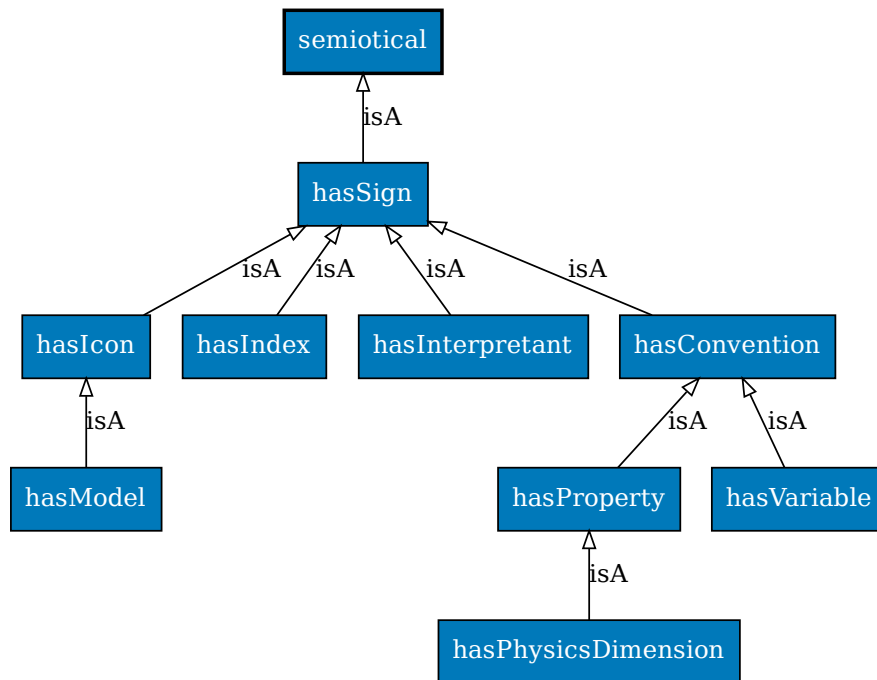 semiotical
isA
hasSign
isA
isA
isA
isA
hasIcon
hasIndex
hasInterpretant
hasConvention
isA
isA
isA
hasModel
hasProperty
hasVariable
isA
hasPhysicsDimension